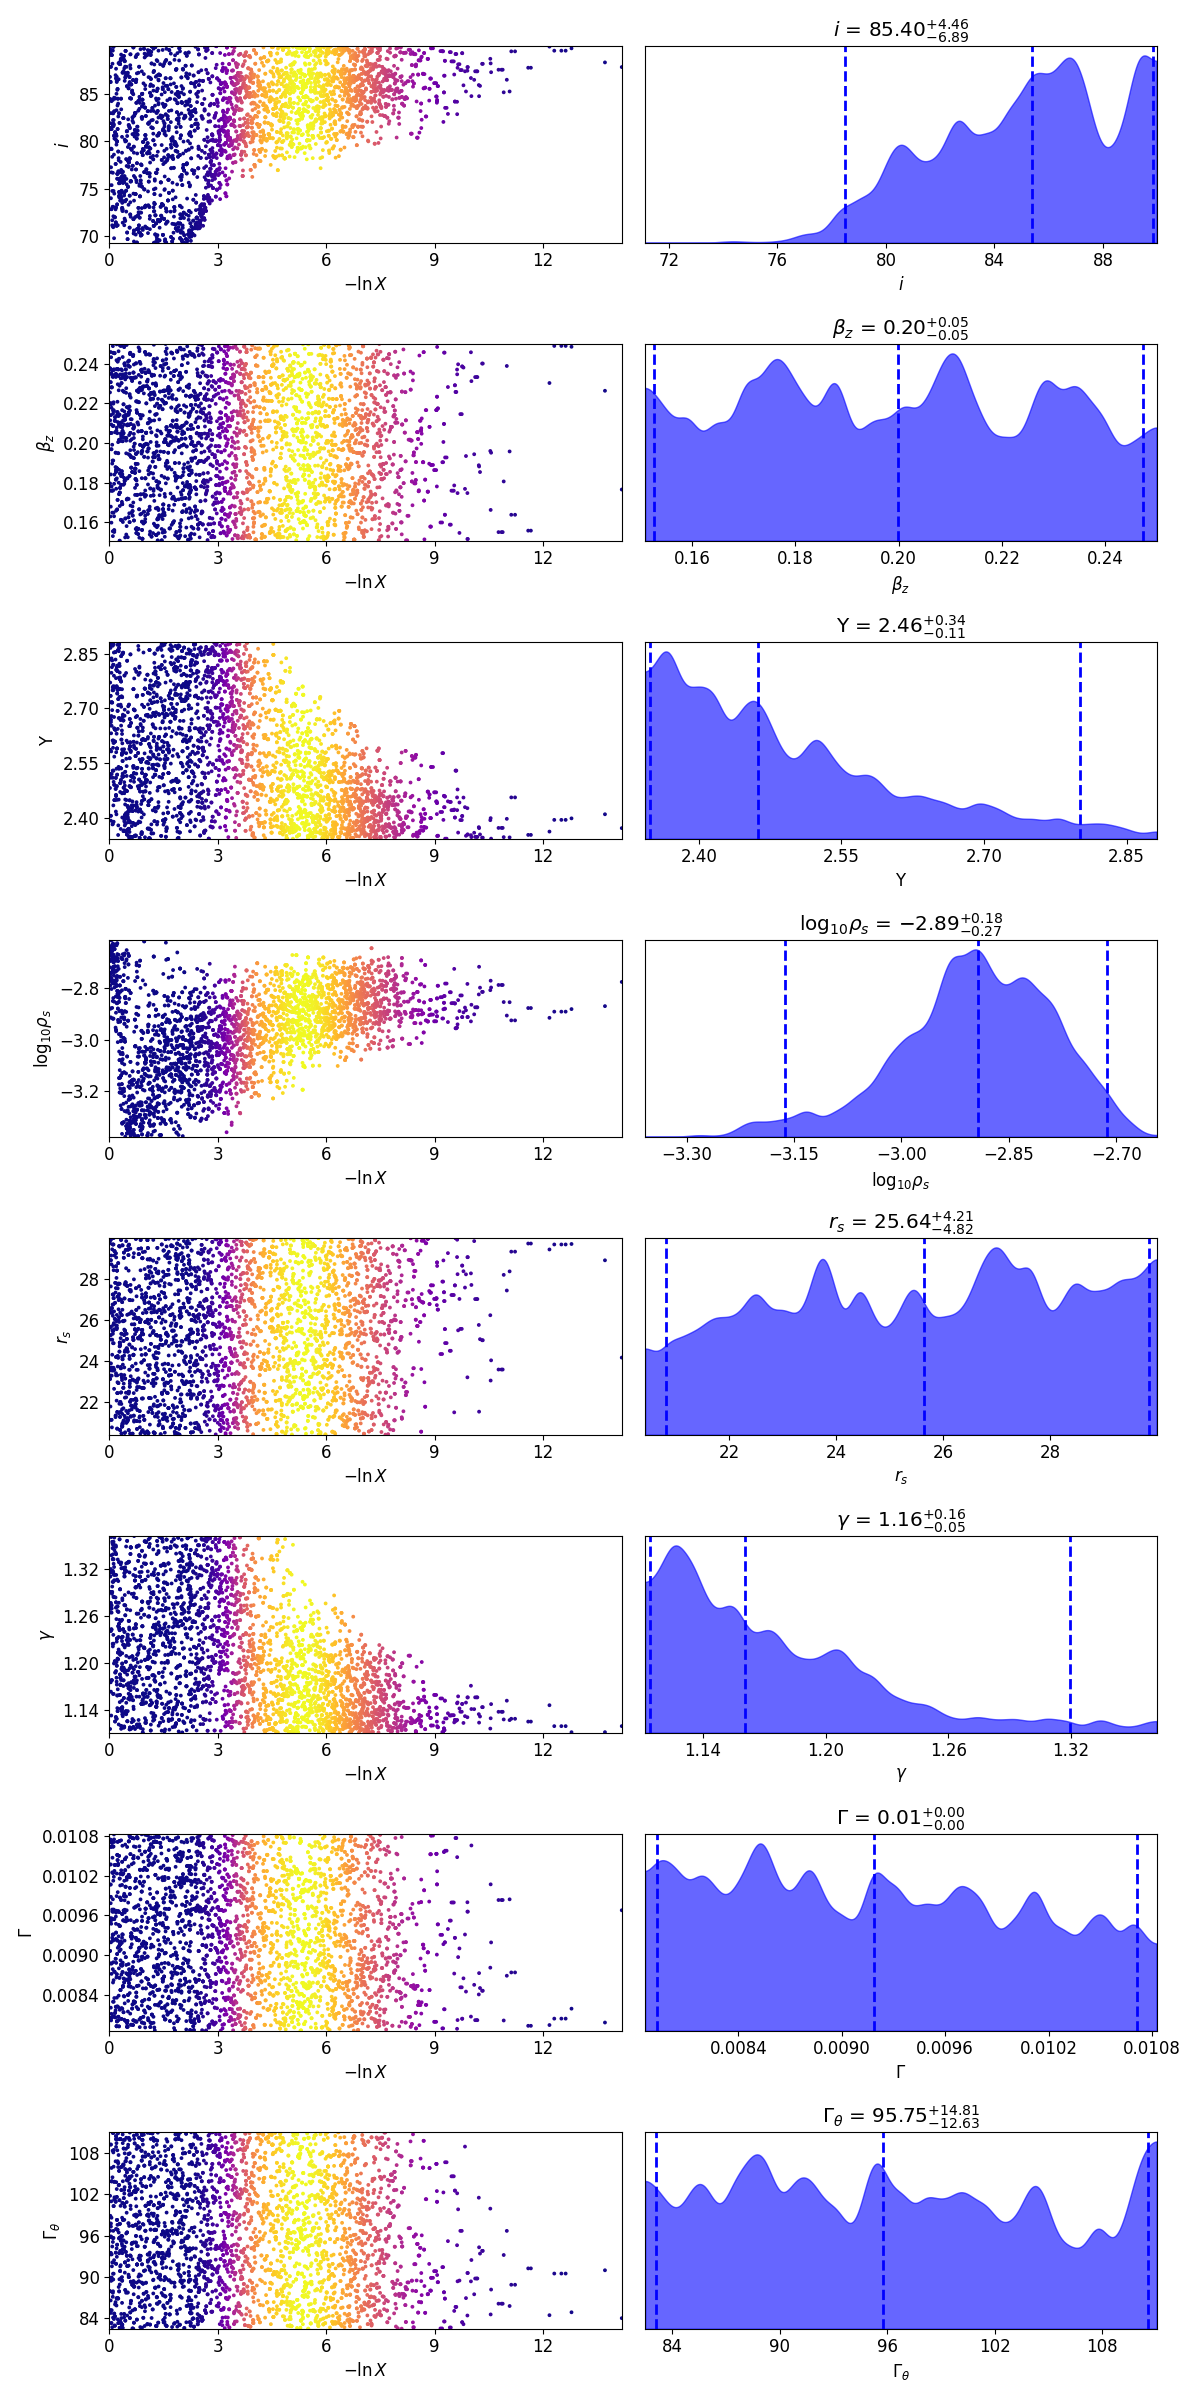 i = 85.40 +4.46 −6.89
85
80
75
70
i
0 3 6 9 12
−ln X
72 76 80 84 88
i
β_z = 0.20 +0.05 −0.05
0.24
0.22
0.20
0.18
0.16
β_z
0 3 6 9 12
−ln X
0.16 0.18 0.20 0.22 0.24
β_z
Υ = 2.46 +0.34 −0.11
2.85
2.70
2.55
2.40
Υ
0 3 6 9 12
−ln X
2.40 2.55 2.70 2.85
Υ
log₁₀ρ_s = −2.89 +0.18 −0.27
−2.8
−3.0
−3.2
log₁₀ρ_s
0 3 6 9 12
−ln X
−3.30 −3.15 −3.00 −2.85 −2.70
log₁₀ρ_s
r_s = 25.64 +4.21 −4.82
28
26
24
22
r_s
0 3 6 9 12
−ln X
22 24 26 28
r_s
γ = 1.16 +0.16 −0.05
1.32
1.26
1.20
1.14
γ
0 3 6 9 12
−ln X
1.14 1.20 1.26 1.32
γ
Γ = 0.01 +0.00 −0.00
0.0108
0.0102
0.0096
0.0090
0.0084
Γ
0 3 6 9 12
−ln X
0.0084 0.0090 0.0096 0.0102 0.0108
Γ
Γ_θ = 95.75 +14.81 −12.63
108
102
96
90
84
Γ_θ
0 3 6 9 12
−ln X
84 90 96 102 108
Γ_θ